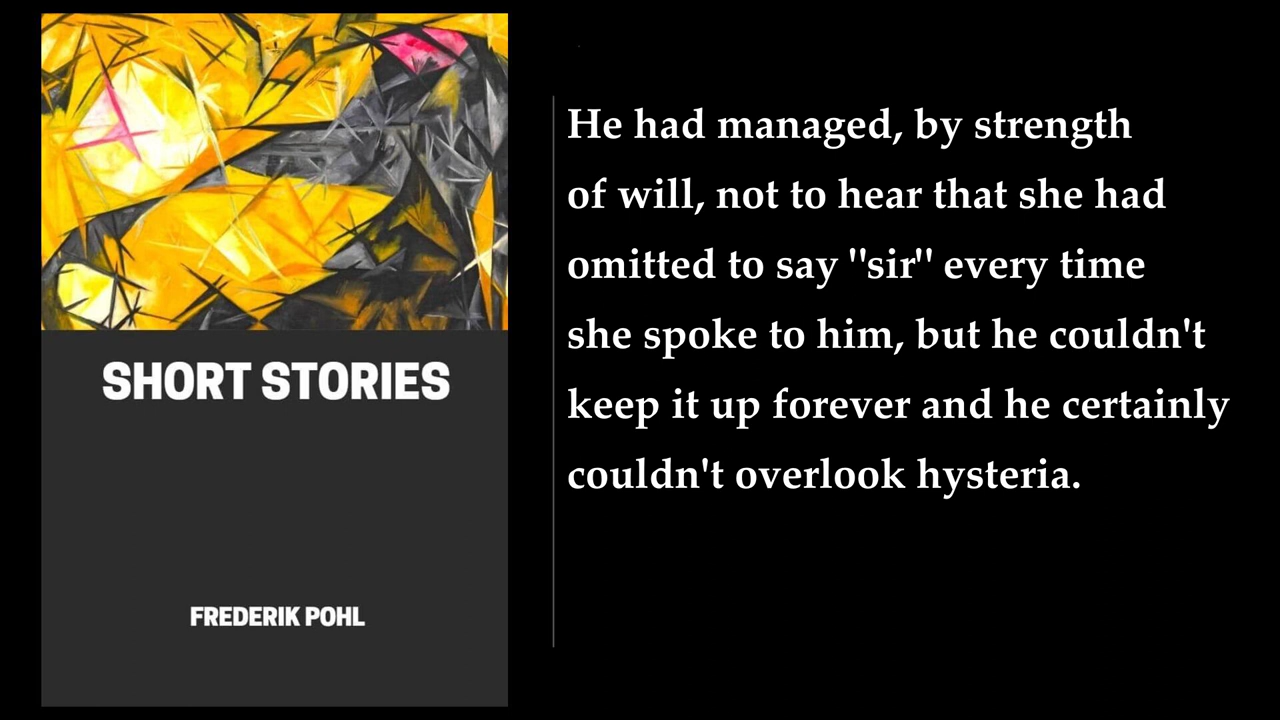 SHORT STORIES
FREDERIK POHL
He had managed, by strength
of will, not to hear that she had
omitted to say "sir" every time
she spoke to him, but he couldn't
keep it up forever and he certainly
couldn't overlook hysteria.